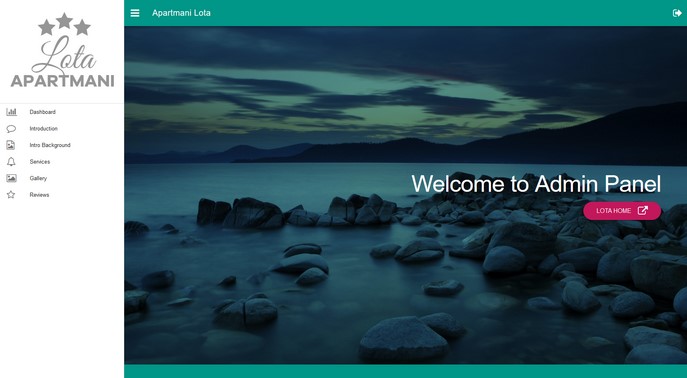 Lota
APARTMANI
Apartmani Lota
Dashboard
Introduction
Intro Background
Services
Gallery
Reviews
Welcome to Admin Panel
LOTA HOME